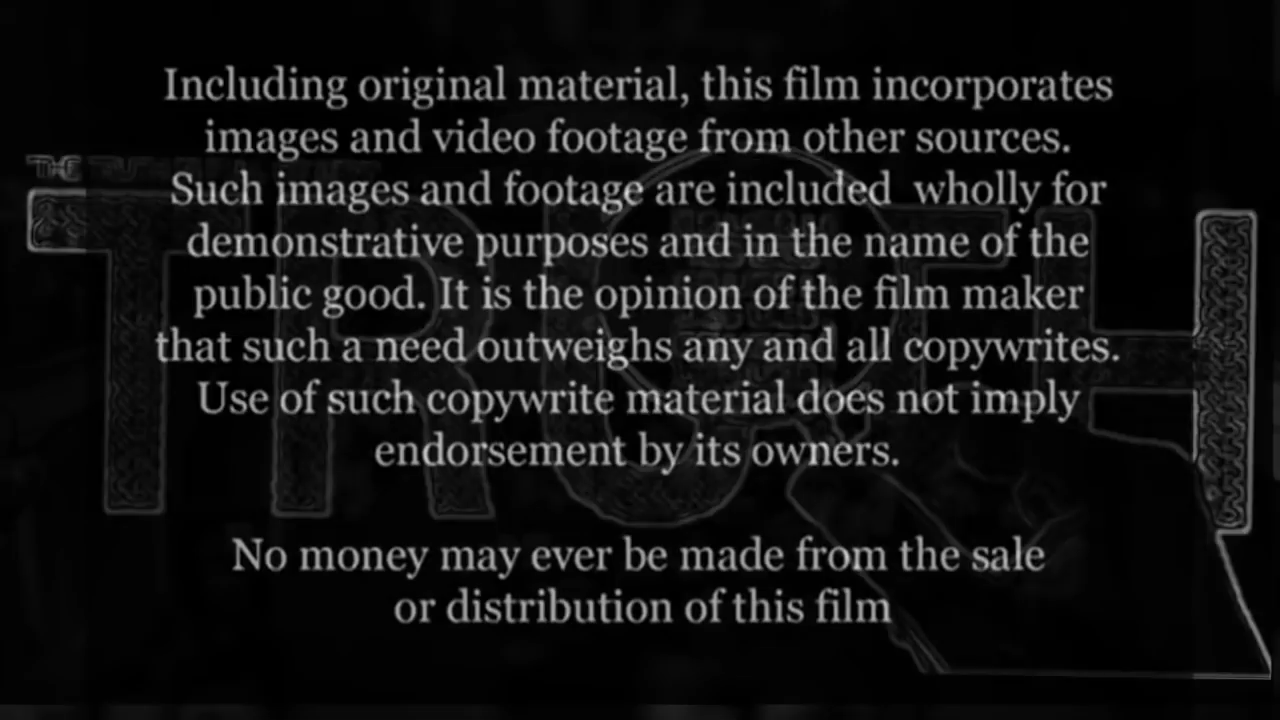 Including original material, this film incorporates
images and video footage from other sources.
THE
Such images and footage are included  wholly for
demonstrative purposes and in the name of the
public good. It is the opinion of the film maker
that such a need outweighs any and all copywrites.
Use of such copywrite material does not imply
endorsement by its owners.
TRUTH
No money may ever be made from the sale
or distribution of this film